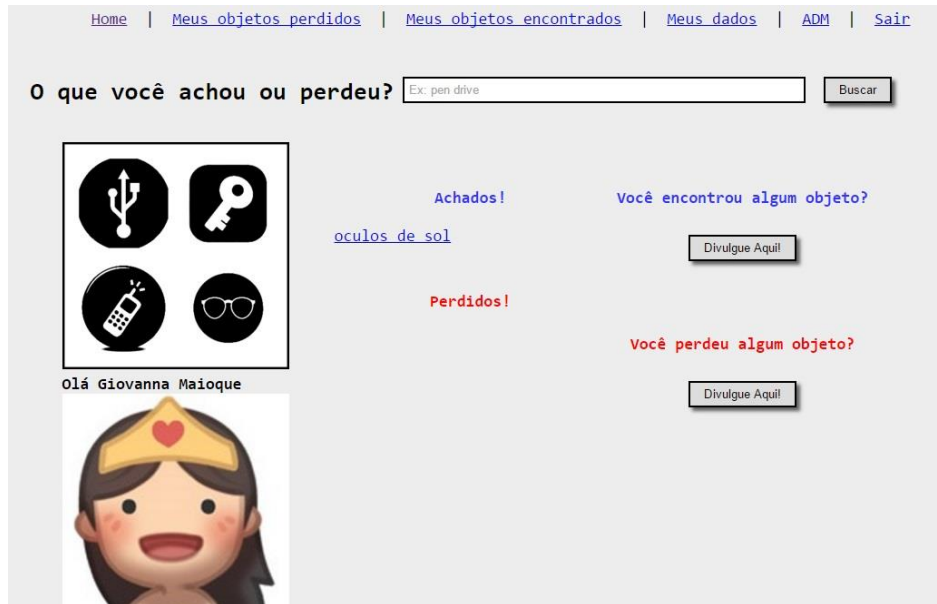 Home | Meus objetos perdidos | Meus objetos encontrados | Meus dados | ADM | Sair
O que você achou ou perdeu? Ex: pen drive Buscar
Achados! Você encontrou algum objeto?
oculos de sol Divulgue Aqui!
Perdidos!
Você perdeu algum objeto?
Olá Giovanna Maioque
Divulgue Aqui!